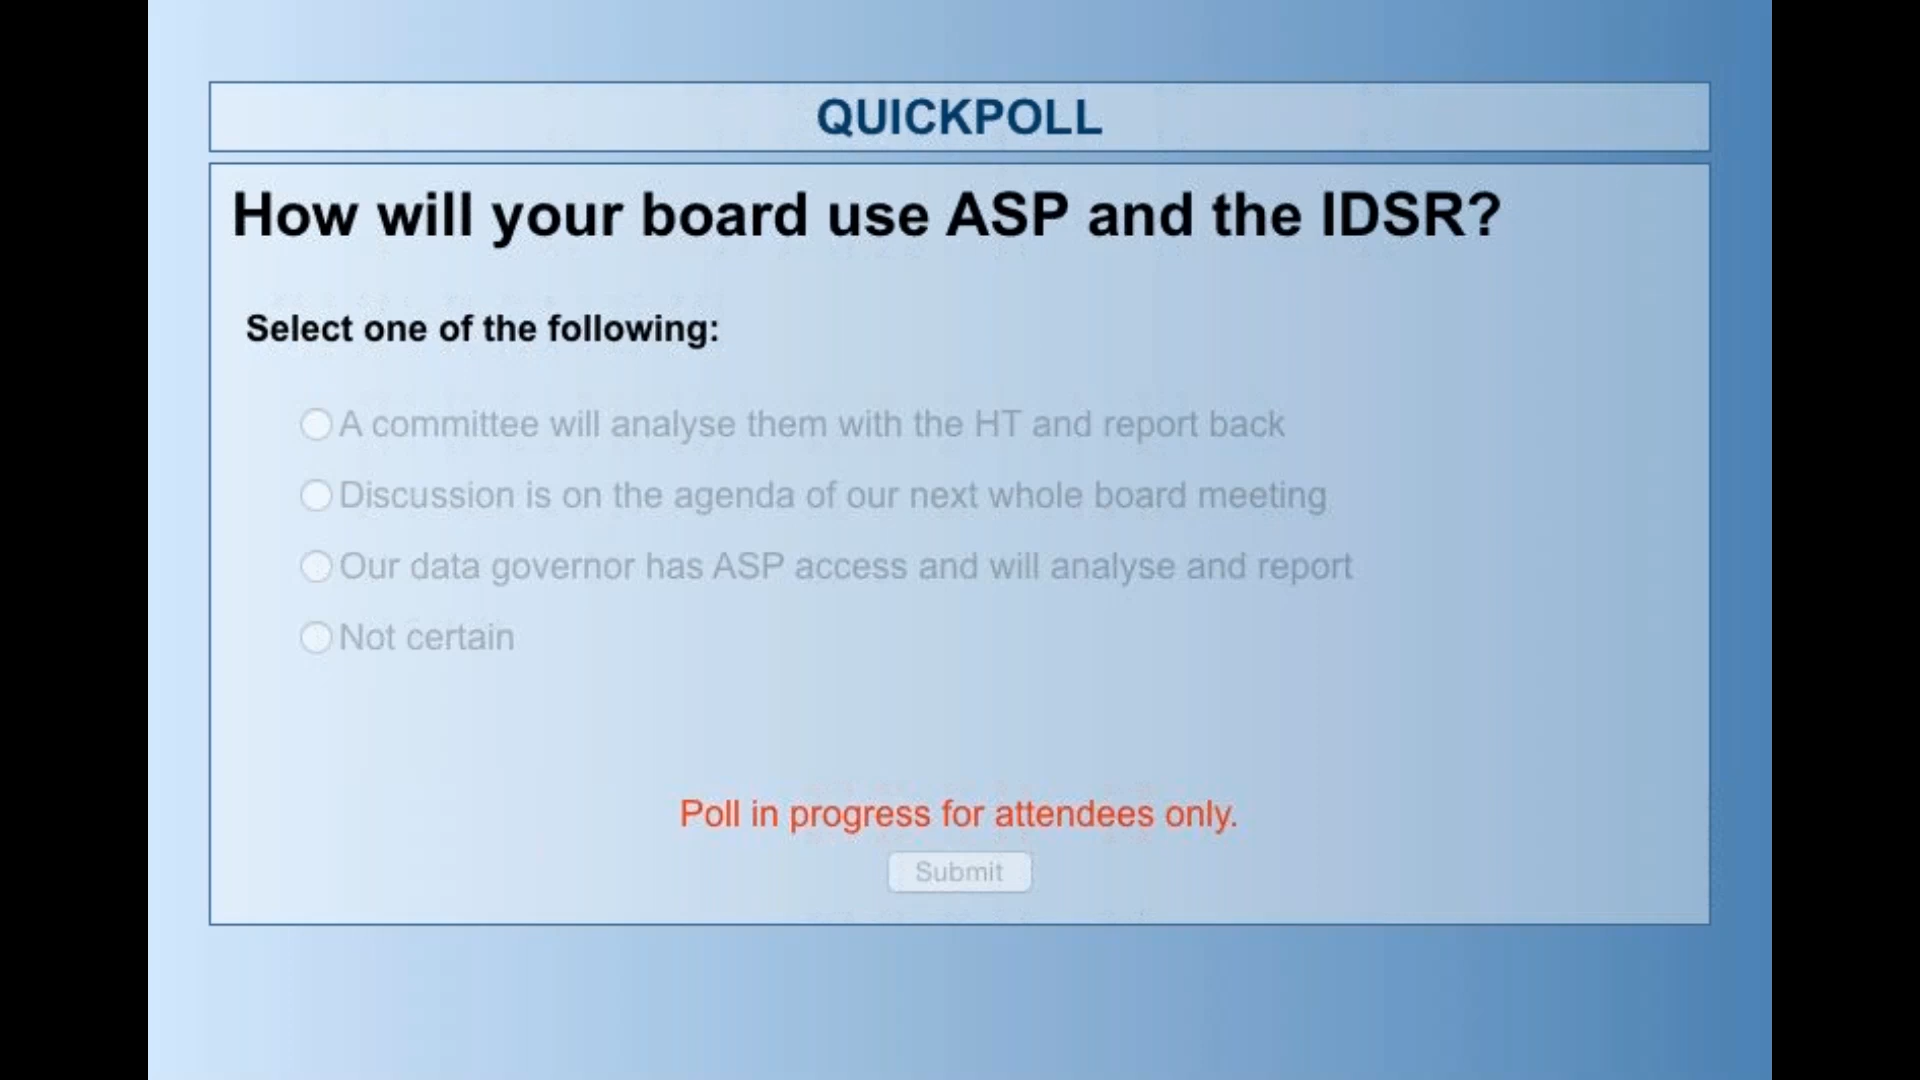 QUICKPOLL
How will your board use ASP and the IDSR?
Select one of the following:
A committee will analyse them with the HT and report back
Discussion is on the agenda of our next whole board meeting
Our data governor has ASP access and will analyse and report
Not certain
Poll in progress for attendees only.
Submit